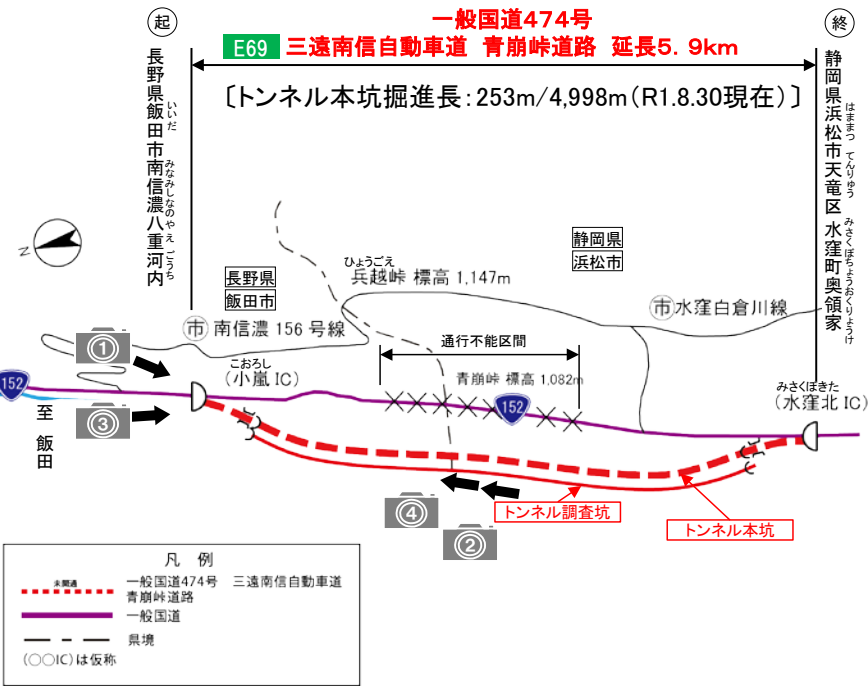 一般国道474号
E69 三遠南信自動車道 青崩峠道路 延長5.9km
〔トンネル本坑掘進長:253m/4,998m(R1.8.30現在)〕
起
長野県飯田市南信濃八重河内
いいだ
みなみしなのやえごうち
終
静岡県浜松市天竜区 水窪町奥領家
はままつ てんりゅう
みさくぼちょうおくりょうけ
N
長野県
飯田市
静岡県
浜松市
ひょうごえ
兵越峠 標高 1,147m
市 南信濃 156 号線
市 水窪白倉川線
通行不能区間
青崩峠 標高 1,082m
こおろし
(小嵐 IC)
みさくぼきた
(水窪北 IC)
152
152
至 飯田
①
③
④
②
トンネル調査坑
トンネル本坑
凡 例
未開通
一般国道474号 三遠南信自動車道
青崩峠道路
一般国道
県境
(○○IC)は仮称